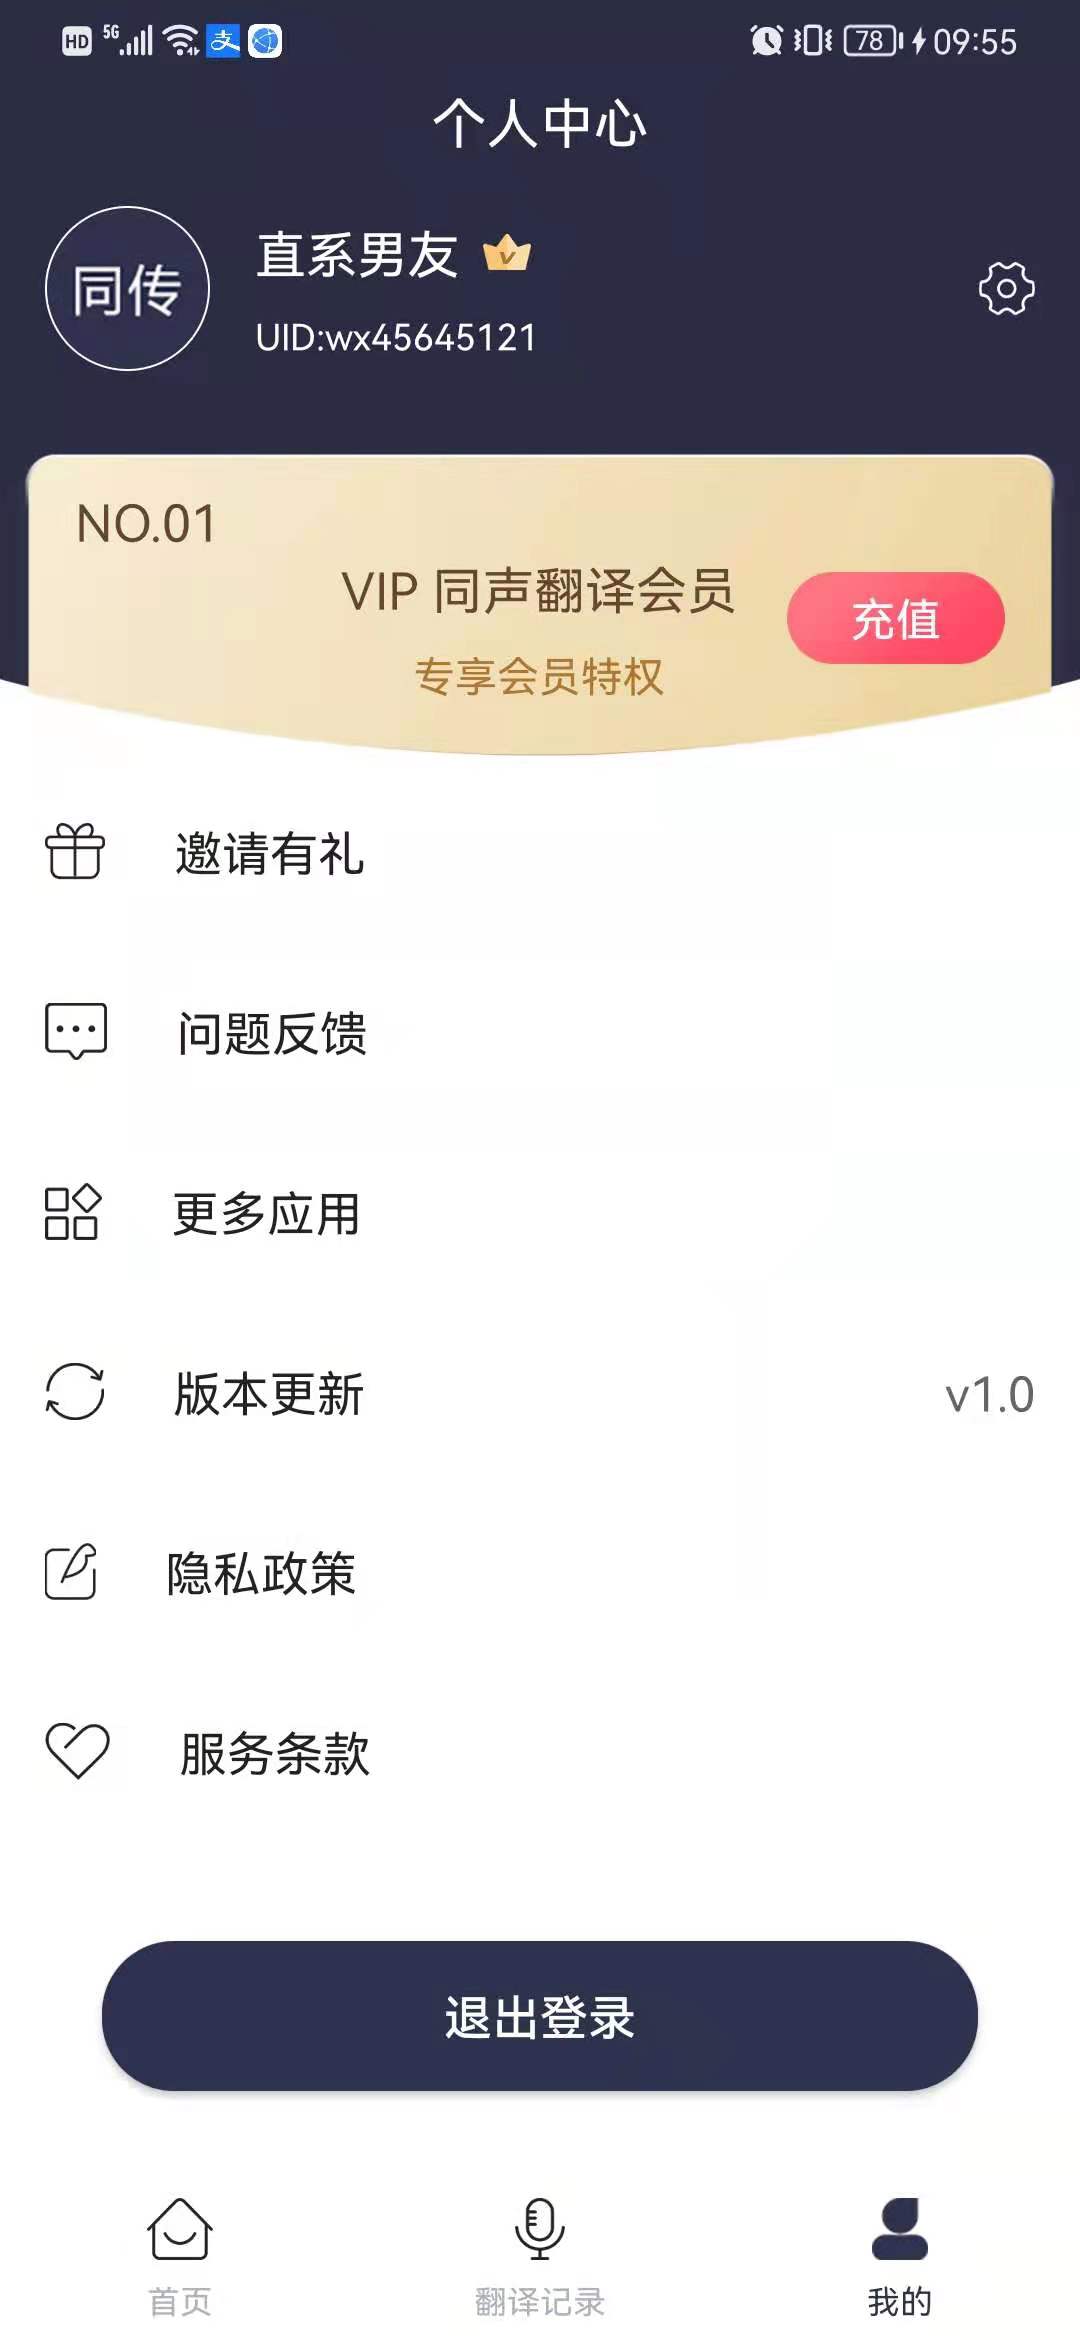 HD 5G 支 78 09:55
个人中心
同传
直系男友
UID:wx45645121
NO.01
VIP 同声翻译会员
充值
专享会员特权
邀请有礼
问题反馈
更多应用
版本更新 v1.0
隐私政策
服务条款
退出登录
首页 翻译记录 我的